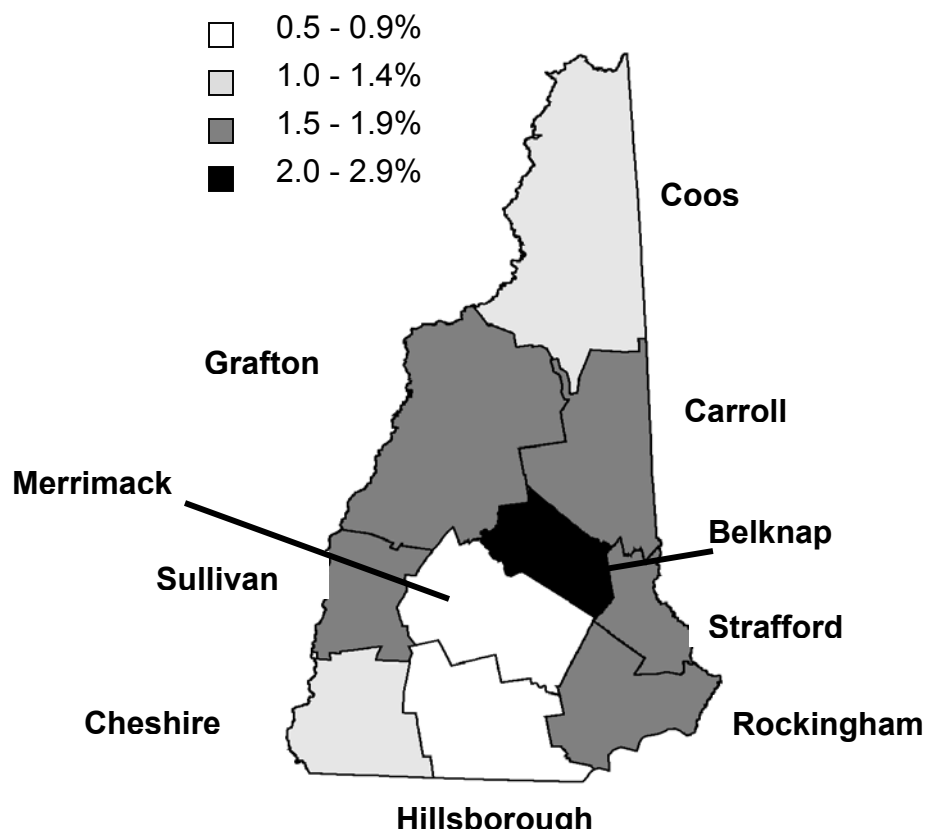 0.5 - 0.9%
1.0 - 1.4%
1.5 - 1.9%
2.0 - 2.9%
Coos
Grafton
Carroll
Merrimack
Belknap
Sullivan
Strafford
Cheshire
Rockingham
Hillsborough